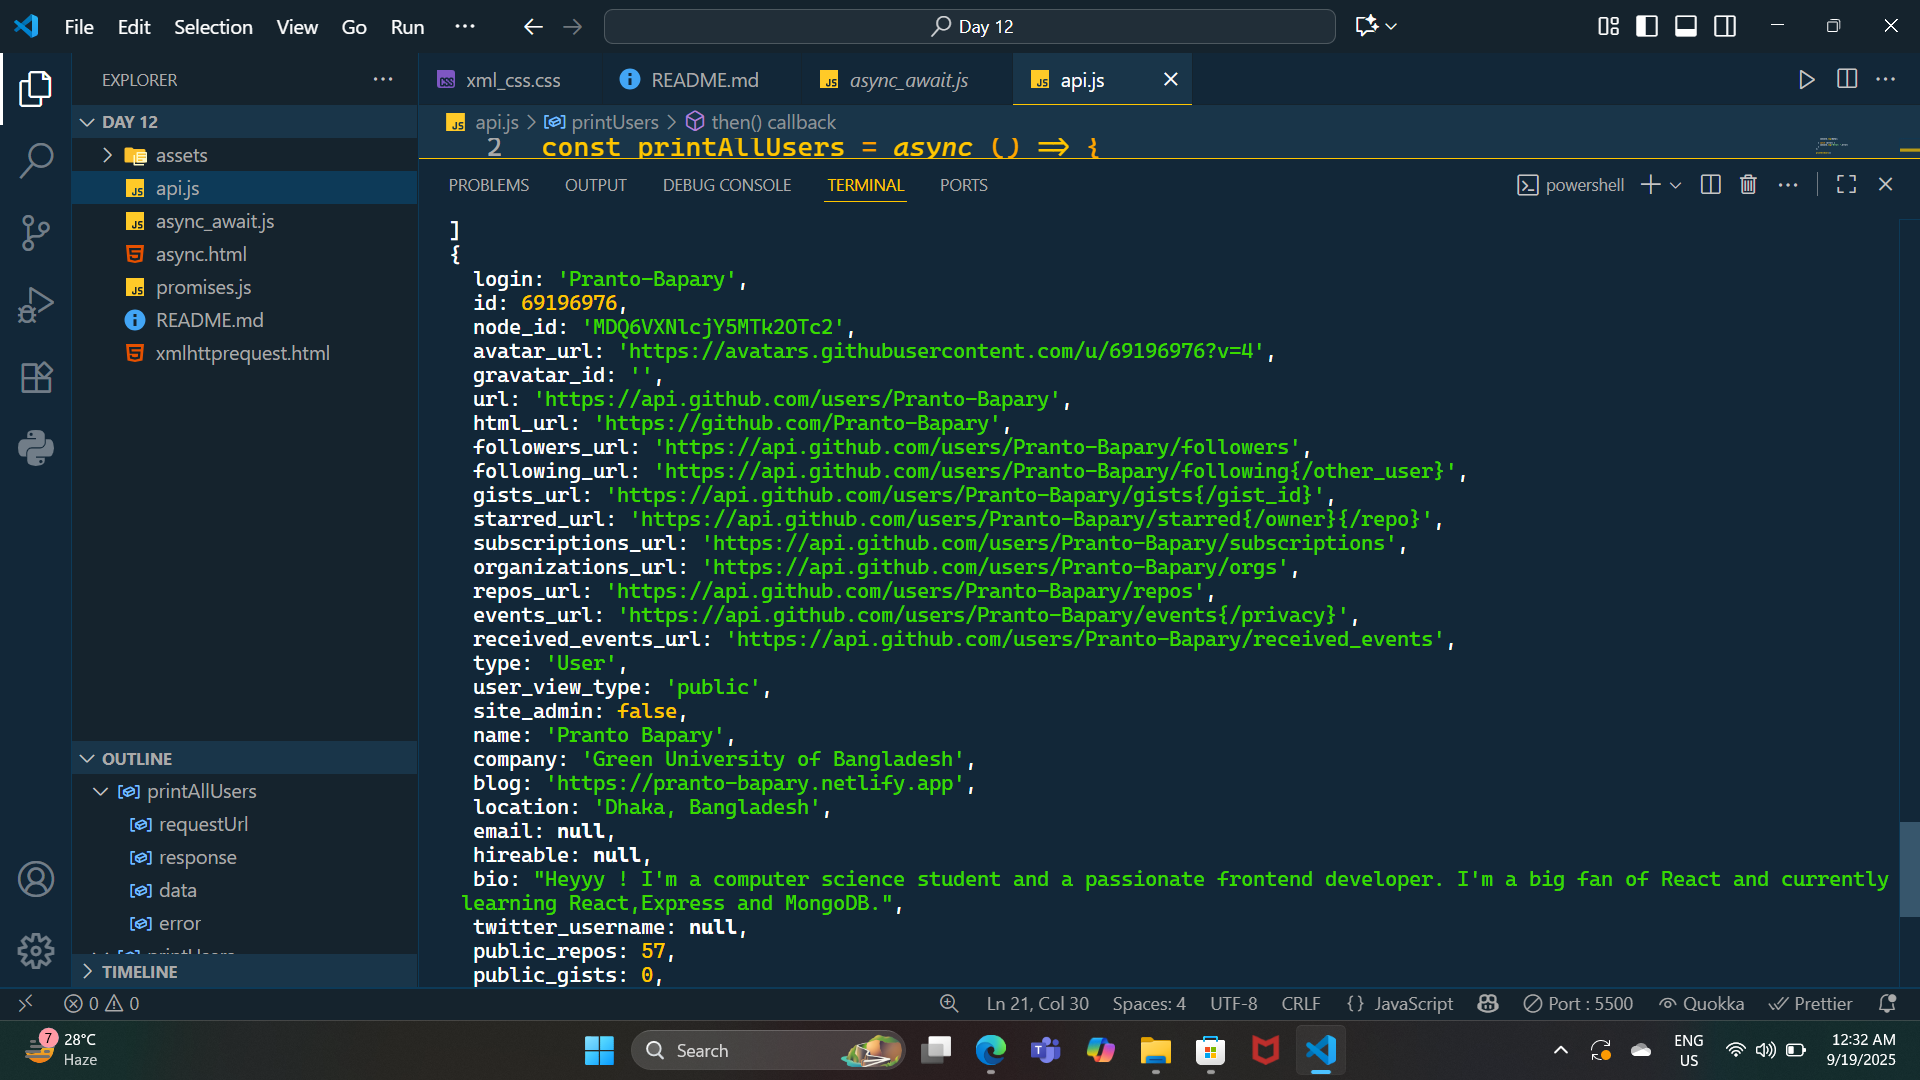 File Edit Selection View Go Run ··· Day 12
EXPLORER
DAY 12
assets
api.js
async_await.js
async.html
promises.js
README.md
xmlhttprequest.html
OUTLINE
printAllUsers
requestUrl
response
data
error
TIMELINE
xml_css.css README.md async_await.js api.js
api.js > printUsers > then() callback
2 const printAllUsers = async () => {
PROBLEMS OUTPUT DEBUG CONSOLE TERMINAL PORTS powershell
]
{
login: 'Pranto-Bapary',
id: 69196976,
node_id: 'MDQ6VXNlcjY5MTk2OTc2',
avatar_url: 'https://avatars.githubusercontent.com/u/69196976?v=4',
gravatar_id: '',
url: 'https://api.github.com/users/Pranto-Bapary',
html_url: 'https://github.com/Pranto-Bapary',
followers_url: 'https://api.github.com/users/Pranto-Bapary/followers',
following_url: 'https://api.github.com/users/Pranto-Bapary/following{/other_user}',
gists_url: 'https://api.github.com/users/Pranto-Bapary/gists{/gist_id}',
starred_url: 'https://api.github.com/users/Pranto-Bapary/starred{/owner}{/repo}',
subscriptions_url: 'https://api.github.com/users/Pranto-Bapary/subscriptions',
organizations_url: 'https://api.github.com/users/Pranto-Bapary/orgs',
repos_url: 'https://api.github.com/users/Pranto-Bapary/repos',
events_url: 'https://api.github.com/users/Pranto-Bapary/events{/privacy}',
received_events_url: 'https://api.github.com/users/Pranto-Bapary/received_events',
type: 'User',
user_view_type: 'public',
site_admin: false,
name: 'Pranto Bapary',
company: 'Green University of Bangladesh',
blog: 'https://pranto-bapary.netlify.app',
location: 'Dhaka, Bangladesh',
email: null,
hireable: null,
bio: "Heyyy ! I'm a computer science student and a passionate frontend developer. I'm a big fan of React and currently
learning React,Express and MongoDB.",
twitter_username: null,
public_repos: 57,
public_gists: 0,
0 0 Ln 21, Col 30 Spaces: 4 UTF-8 CRLF {} JavaScript Port : 5500 Quokka Prettier
7 28°C
Haze
Search
ENG
US
12:32 AM
9/19/2025